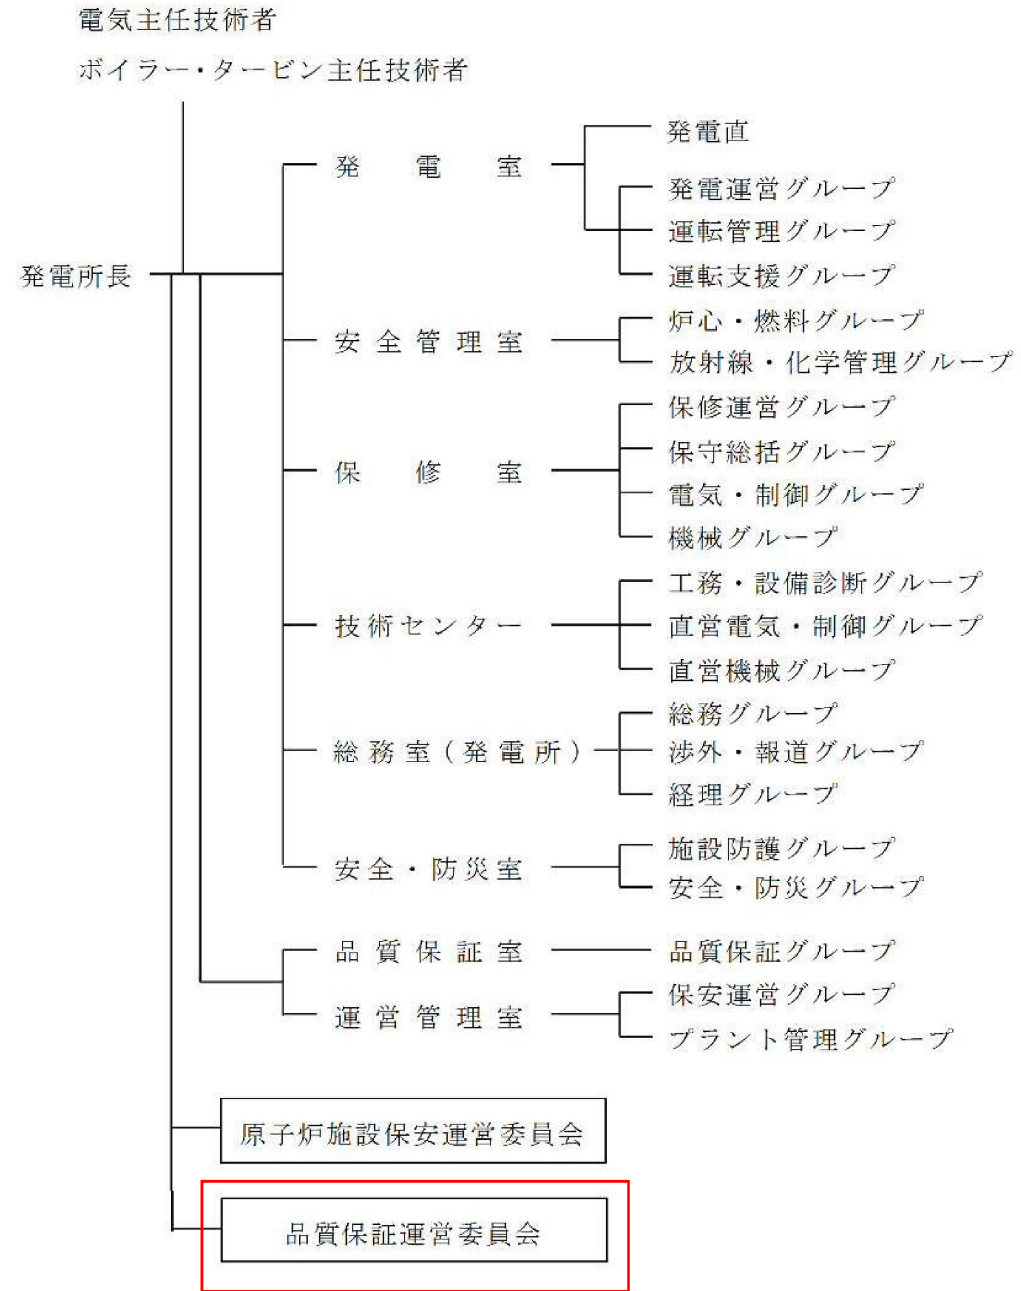 電気主任技術者
ボイラー・タービン主任技術者
発電所長
発電室
発電直
発電運営グループ
運転管理グループ
運転支援グループ
安全管理室
炉心・燃料グループ
放射線・化学管理グループ
保修室
保修運営グループ
保守総括グループ
電気・制御グループ
機械グループ
技術センター
工務・設備診断グループ
直営電気・制御グループ
直営機械グループ
総務室(発電所)
総務グループ
渉外・報道グループ
経理グループ
安全・防災室
施設防護グループ
安全・防災グループ
品質保証室
品質保証グループ
運営管理室
保安運営グループ
プラント管理グループ
原子炉施設保安運営委員会
品質保証運営委員会